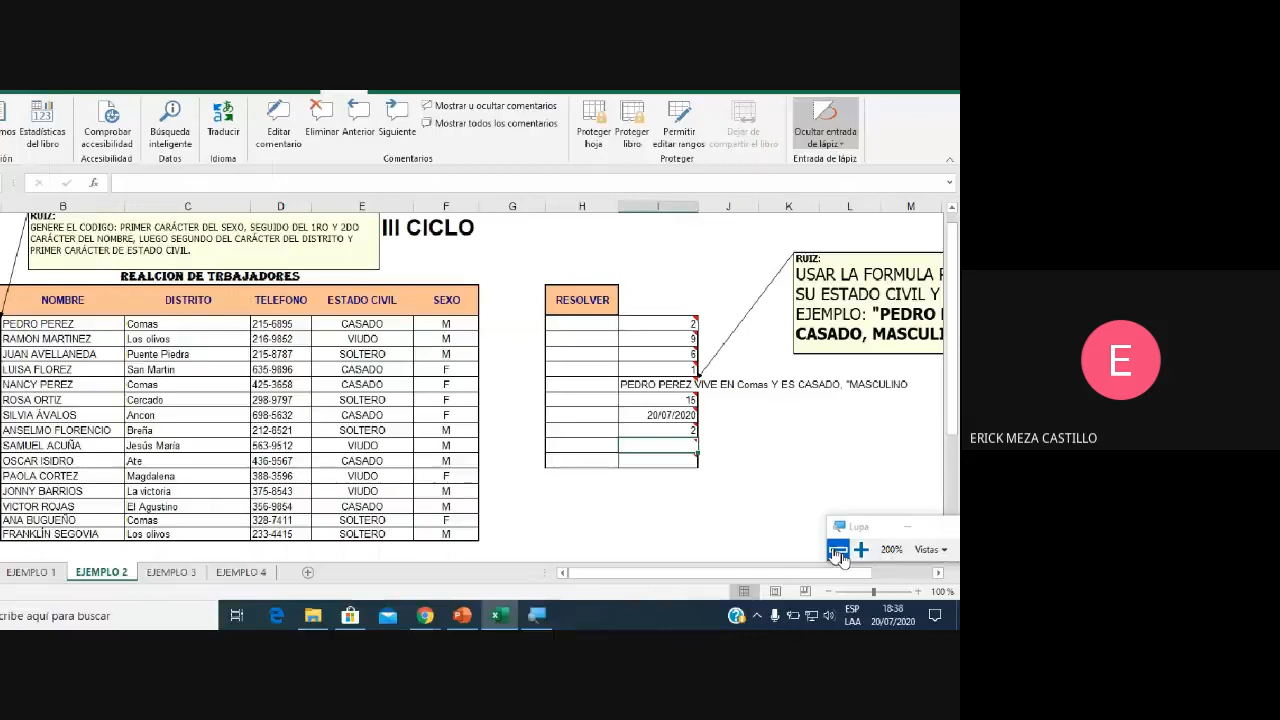 mos
Estadísticas del libro
ión
Comprobar accesibilidad
Accesibilidad
Búsqueda inteligente
Datos
Traducir
Idioma
Editar comentario
Eliminar
Anterior
Siguiente
Mostrar u ocultar comentarios
Mostrar todos los comentarios
Comentarios
Proteger hoja
Proteger libro
Permitir editar rangos
Dejar de compartir el libro
Proteger
Ocultar entrada de lápiz
Entrada de lápiz
fx
B C D E F G H I J K L M
RUIZ:
GENERE EL CODIGO: PRIMER CARÁCTER DEL SEXO, SEGUIDO DEL 1RO Y 2DO
CARÁCTER DEL NOMBRE, LUEGO SEGUNDO DEL CARÁCTER DEL DISTRITO Y
PRIMER CARACTER DE ESTADO CIVIL.
III CICLO
REALCION DE TRBAJADORES
NOMBRE DISTRITO TELEFONO ESTADO CIVIL SEXO
PEDRO PEREZ Comas 215-6895 CASADO M
RAMON MARTINEZ Los olivos 216-9852 VIUDO M
JUAN AVELLANEDA Puente Piedra 215-8787 SOLTERO M
LUISA FLOREZ San Martin 635-9896 CASADO F
NANCY PEREZ Comas 425-3658 CASADO F
ROSA ORTIZ Cercado 298-9797 SOLTERO F
SILVIA ÁVALOS Ancon 698-5632 CASADO F
ANSELMO FLORENCIO Breña 212-8521 SOLTERO M
SAMUEL ACUÑA Jesús María 563-9512 VIUDO M
OSCAR ISIDRO Ate 436-9567 CASADO M
PAOLA CORTEZ Magdalena 388-3596 VIUDO F
JONNY BARRIOS La victoria 375-8543 VIUDO M
VICTOR ROJAS El Agustino 356-9854 CASADO M
ANA BUGUEÑO Comas 328-7411 SOLTERO F
FRANKLÍN SEGOVIA Los olivos 233-4415 SOLTERO M
RESOLVER
2
9
6
1
PEDRO PEREZ VIVE EN Comas Y ES CASADO, "MASCULINO
15
20/07/2020
2
RUIZ:
USAR LA FORMULA
SU ESTADO CIVIL Y
EJEMPLO: "PEDRO
CASADO, MASCULI
Lupa
200% Vistas
EJEMPLO 1 EJEMPLO 2 EJEMPLO 3 EJEMPLO 4
100 %
cribe aquí para buscar
ESP
LAA
18:38
20/07/2020
E
ERICK MEZA CASTILLO